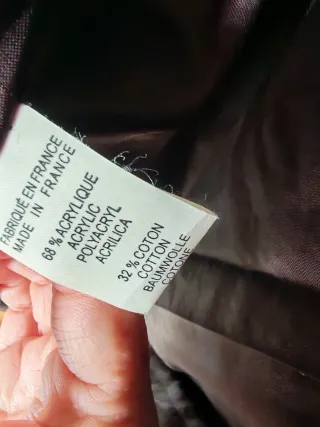 FABRIQUÉ EN FRANCE
MADE IN FRANCE
68 % ACRYLIQUE
ACRYLIC
POLYACRYL
ACRILICA
32 % COTON
COTTON
BAUMWOLLE
COTONE